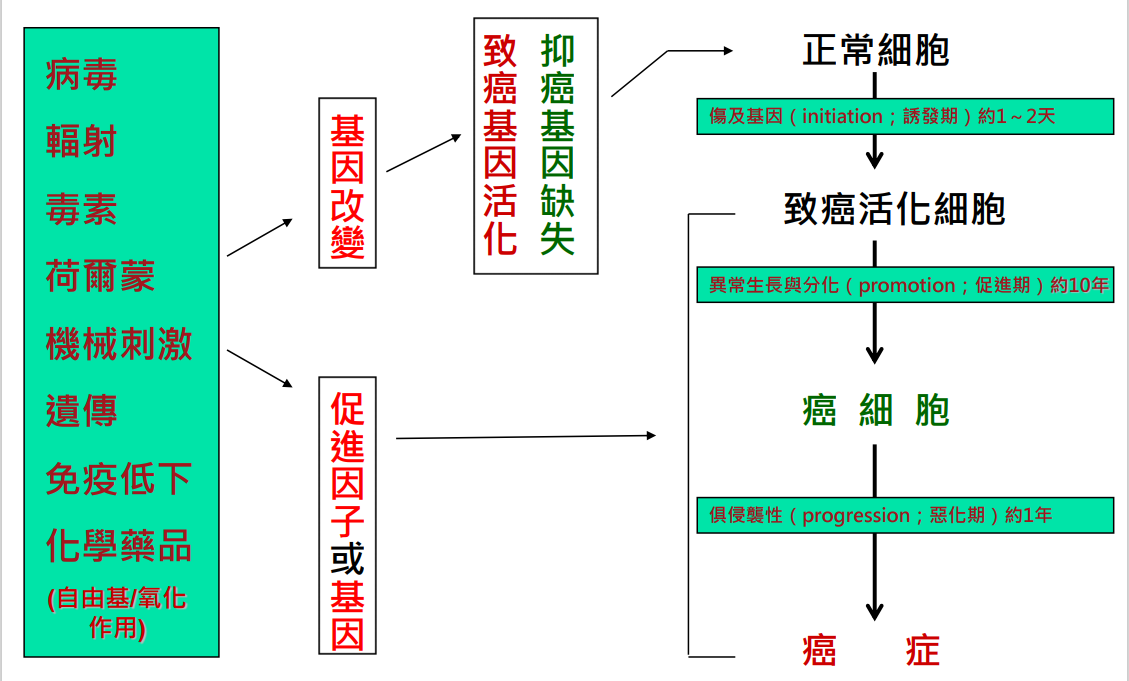 病毒
輻射
毒素
荷爾蒙
機械刺激
遺傳
免疫低下
化學藥品
(自由基/氧化
作用)
基因改變
促進因子或基因
致癌基因活化
抑癌基因缺失
正常細胞
傷及基因（initiation；誘發期）約1～2天
致癌活化細胞
異常生長與分化（promotion；促進期）約10年
癌 細 胞
俱侵襲性（progression；惡化期）約1年
癌 症